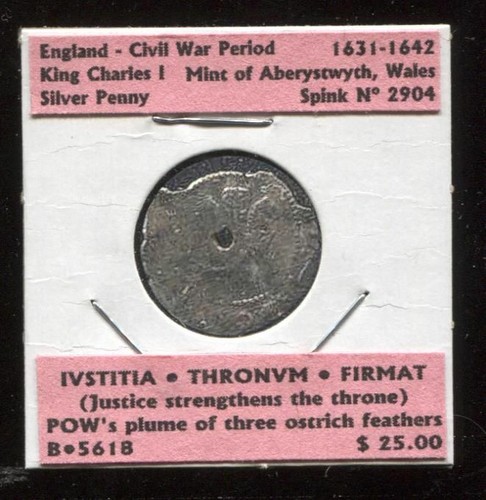 England - Civil War Period 1631-1642
King Charles I Mint of Aberystwyth, Wales
Silver Penny Spink Nº 2904
IVSTITIA • THRONVM • FIRMAT
(Justice strengthens the throne)
POW's plume of three ostrich feathers
B•5618 $ 25.00